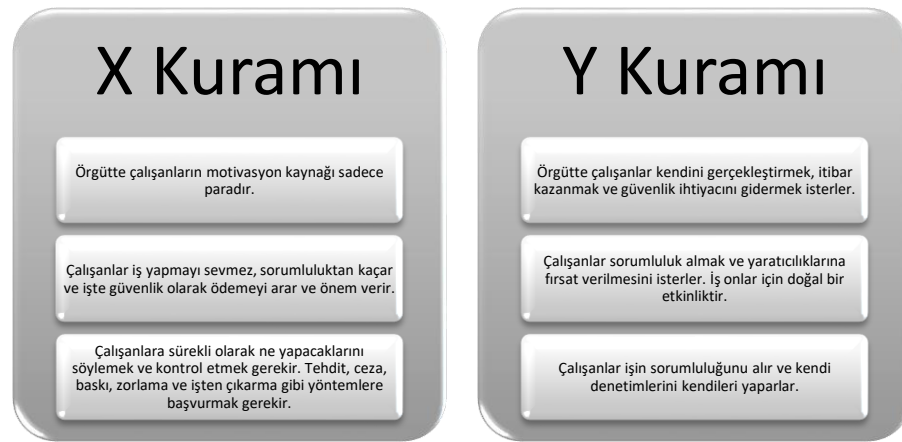 X Kuramı
Örgütte çalışanların motivasyon kaynağı sadece
paradır.
Çalışanlar iş yapmayı sevmez, sorumluluktan kaçar
ve işte güvenlik olarak ödemeyi arar ve önem verir.
Çalışanlara sürekli olarak ne yapacaklarını
söylemek ve kontrol etmek gerekir. Tehdit, ceza,
baskı, zorlama ve işten çıkarma gibi yöntemlere
başvurmak gerekir.
Y Kuramı
Örgütte çalışanlar kendini gerçekleştirmek, itibar
kazanmak ve güvenlik ihtiyacını gidermek isterler.
Çalışanlar sorumluluk almak ve yaratıcılıklarına
fırsat verilmesini isterler. İş onlar için doğal bir
etkinliktir.
Çalışanlar işin sorumluluğunu alır ve kendi
denetimlerini kendileri yaparlar.